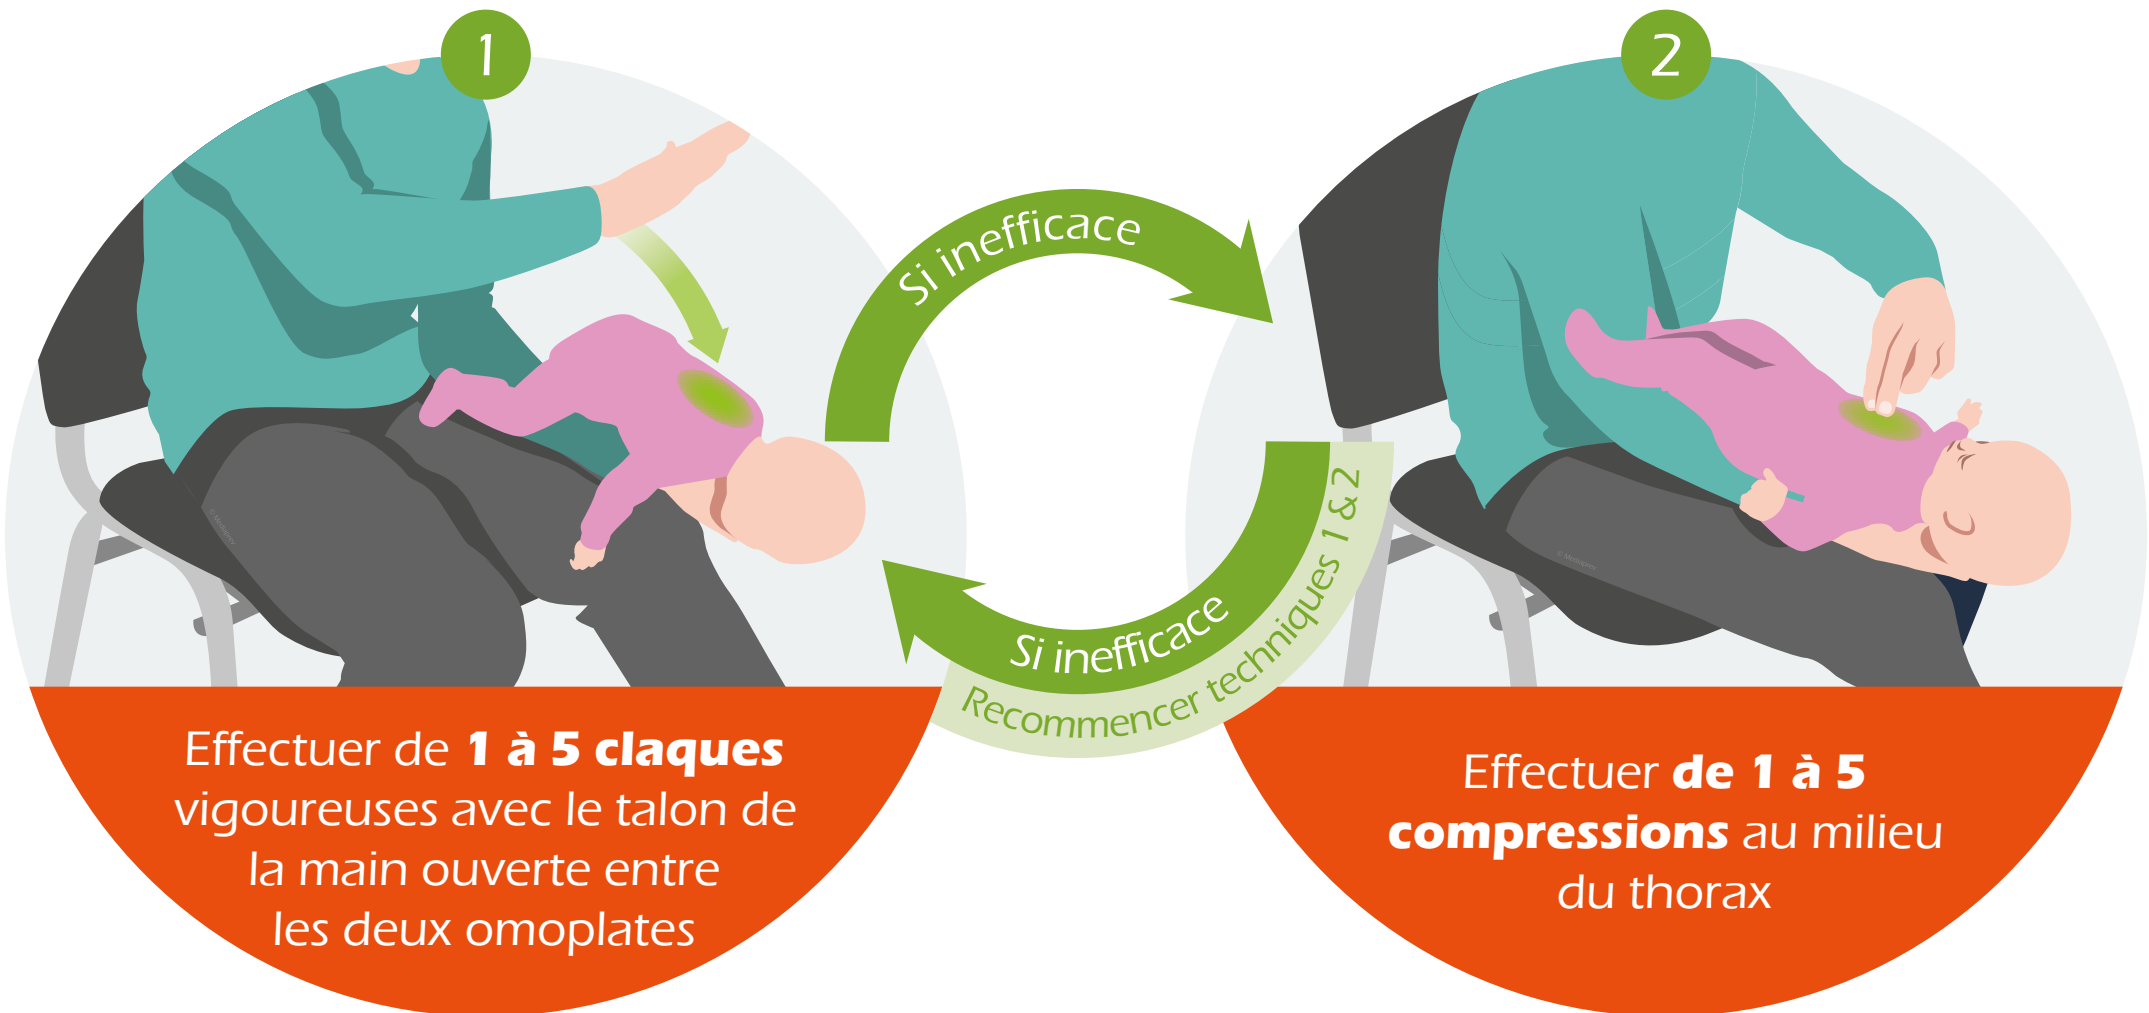 1
2
Si inefficace
Si inefficace
Recommencer techniques 1 & 2
Effectuer de 1 à 5 claques
vigoureuses avec le talon de
la main ouverte entre
les deux omoplates
Effectuer de 1 à 5
compressions au milieu
du thorax